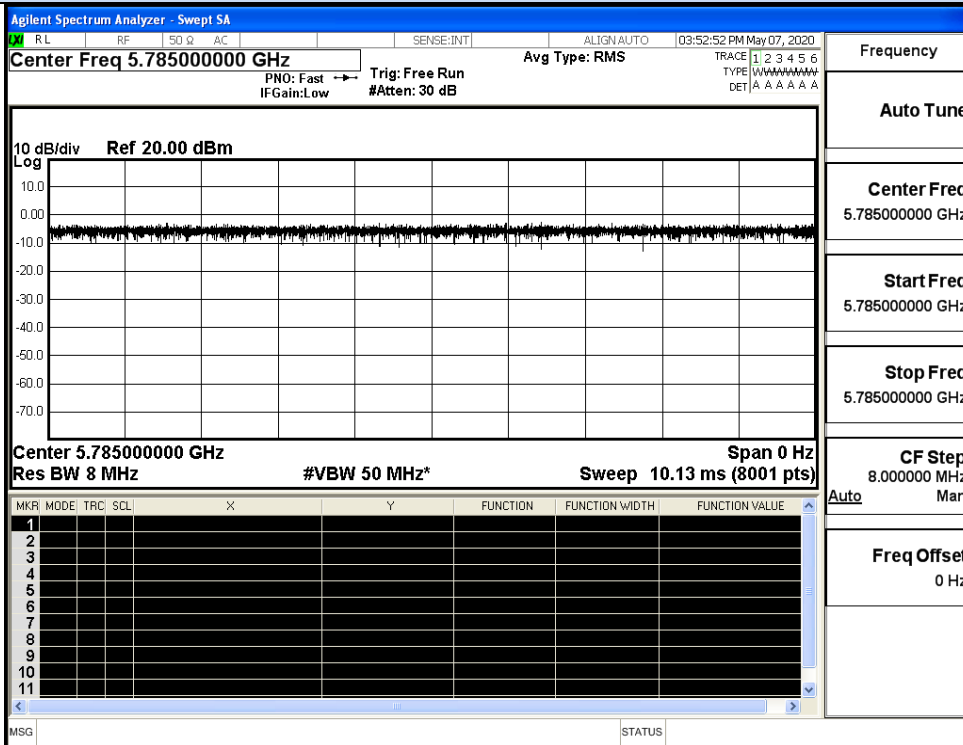 Agilent Spectrum Analyzer - Swept SA
LXI RL RF 50 Ω AC SENSE:INT ALIGN AUTO 03:52:52 PM May 07, 2020
Center Freq 5.785000000 GHz Avg Type: RMS TRACE 1 2 3 4 5 6
PNO: Fast Trig: Free Run TYPE WWWWWW
IFGain:Low #Atten: 30 dB DET A A A A A A
10 dB/div Ref 20.00 dBm
Log
10.0
0.00
-10.0
-20.0
-30.0
-40.0
-50.0
-60.0
-70.0
Center 5.785000000 GHz Span 0 Hz
Res BW 8 MHz #VBW 50 MHz* Sweep 10.13 ms (8001 pts)
MKR MODE TRC SCL X Y FUNCTION FUNCTION WIDTH FUNCTION VALUE
1
2
3
4
5
6
7
8
9
10
11
MSG STATUS
Frequency
Auto Tune
Center Freq
5.785000000 GHz
Start Freq
5.785000000 GHz
Stop Freq
5.785000000 GHz
CF Step
8.000000 MHz
Auto Man
Freq Offset
0 Hz